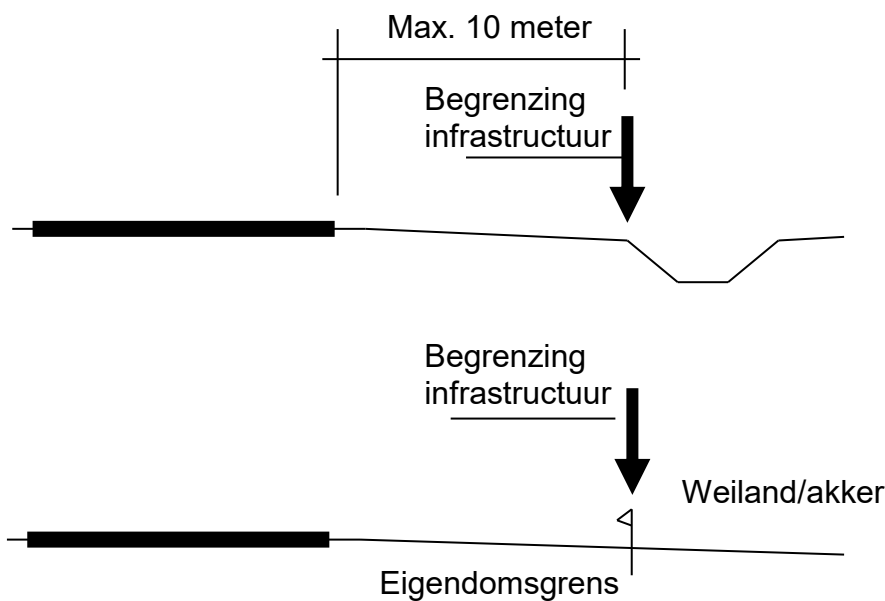 Max. 10 meter
Begrenzing
infrastructuur
Begrenzing
infrastructuur
Weiland/akker
Eigendomsgrens